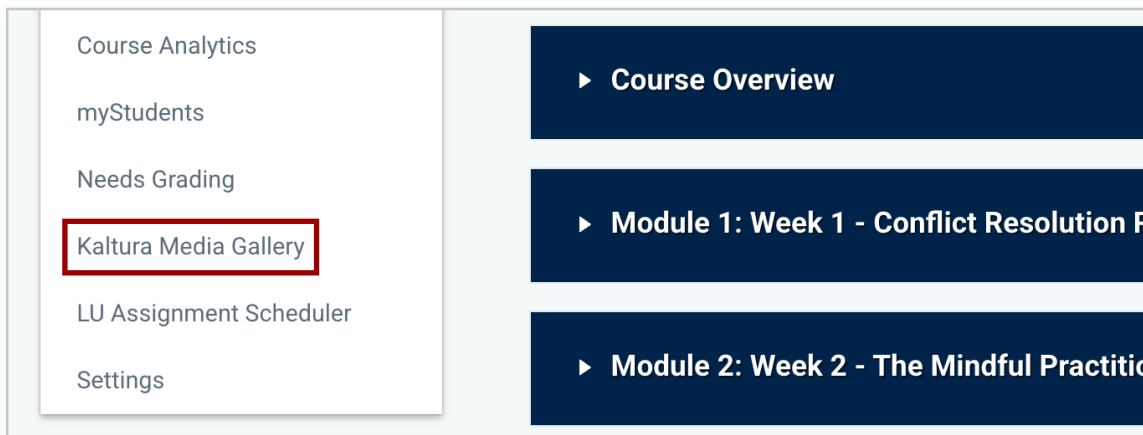 Course Analytics
myStudents
Needs Grading
Kaltura Media Gallery
LU Assignment Scheduler
Settings
Course Overview
Module 1: Week 1 - Conflict Resolution
Module 2: Week 2 - The Mindful